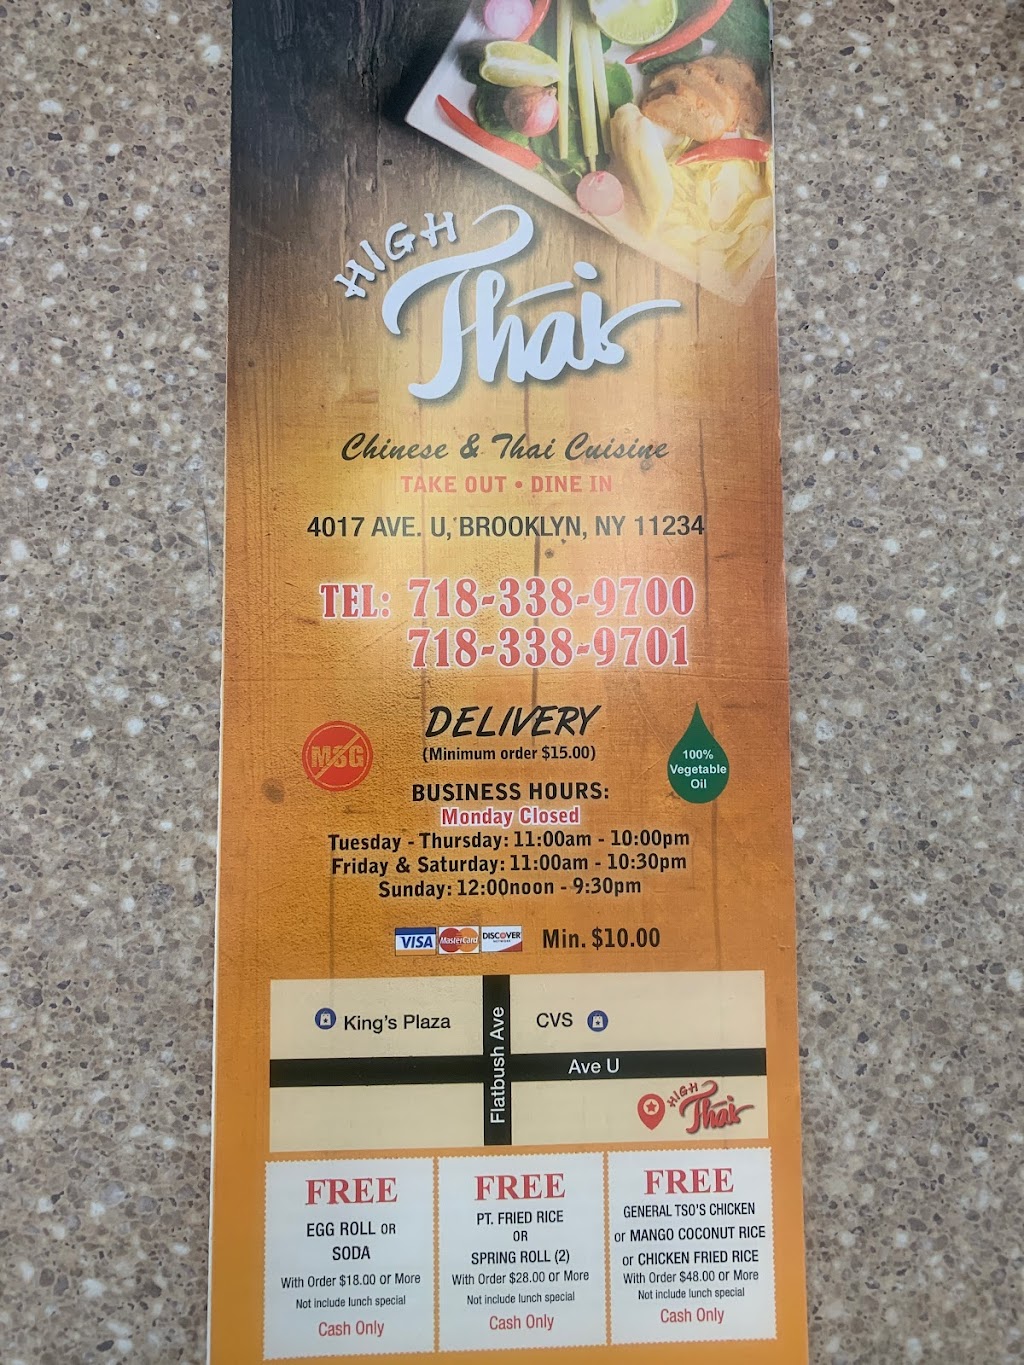 HIGH
Thai
Chinese & Thai Cuisine
TAKE OUT • DINE IN
4017 AVE. U, BROOKLYN, NY 11234
TEL: 718-338-9700
718-338-9701
DELIVERY
(Minimum order $15.00)
MSG
100%
Vegetable
Oil
BUSINESS HOURS:
Monday Closed
Tuesday - Thursday: 11:00am - 10:00pm
Friday & Saturday: 11:00am - 10:30pm
Sunday: 12:00noon - 9:30pm
VISA MasterCard DISCOVER NETWORK Min. $10.00
King's Plaza
Flatbush Ave
CVS
Ave U
HIGH
Thai
FREE
EGG ROLL OR
SODA
With Order $18.00 or More
Not include lunch special
Cash Only
FREE
PT. FRIED RICE
OR
SPRING ROLL (2)
With Order $28.00 or More
Not include lunch special
Cash Only
FREE
GENERAL TSO'S CHICKEN
or MANGO COCONUT RICE
or CHICKEN FRIED RICE
With Order $48.00 or More
Not include lunch special
Cash Only